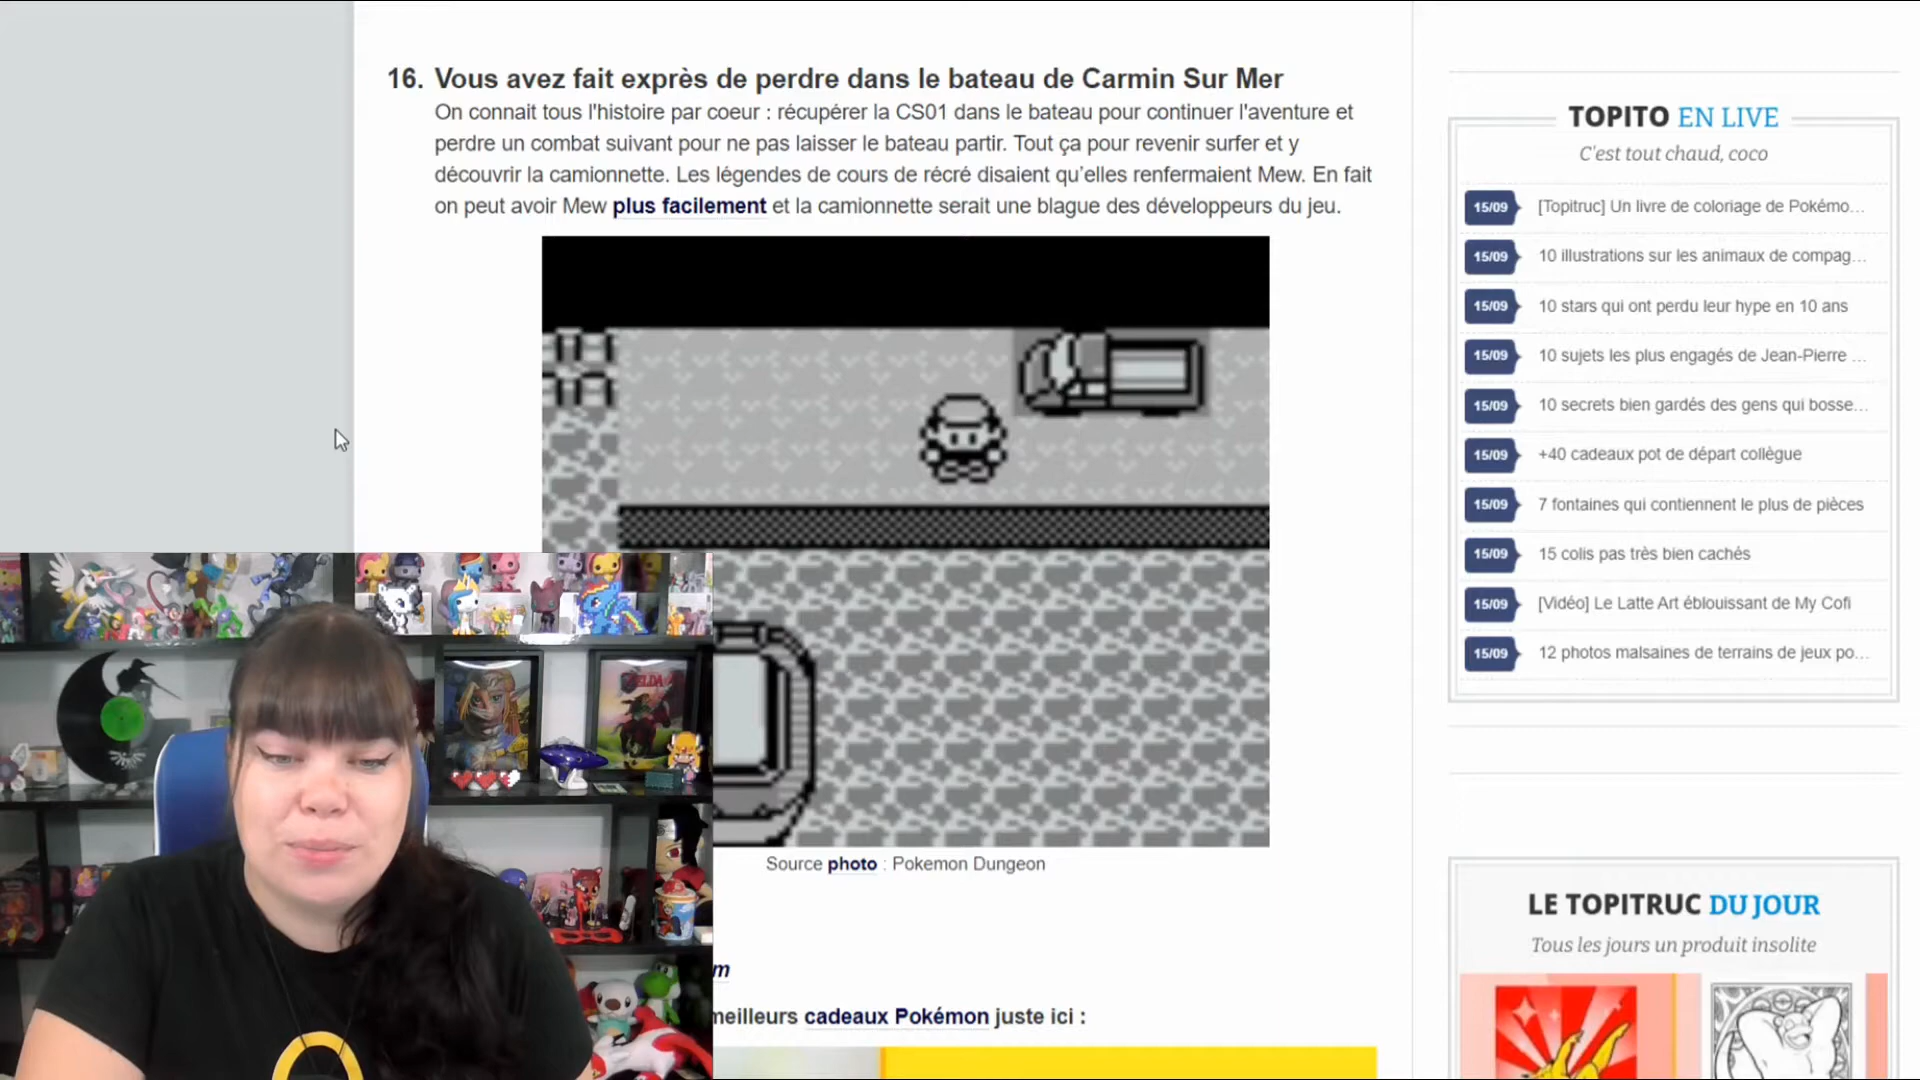 16. Vous avez fait exprès de perdre dans le bateau de Carmin Sur Mer
On connait tous l'histoire par coeur : récupérer la CS01 dans le bateau pour continuer l'aventure et
perdre un combat suivant pour ne pas laisser le bateau partir. Tout ça pour revenir surfer et y
découvrir la camionnette. Les légendes de cours de récré disaient qu'elles renfermaient Mew. En fait
on peut avoir Mew plus facilement et la camionnette serait une blague des développeurs du jeu.
Source photo : Pokemon Dungeon
m
meilleurs cadeaux Pokémon juste ici :
TOPITO EN LIVE
C'est tout chaud, coco
15/09 [Topitruc] Un livre de coloriage de Pokémo...
15/09 10 illustrations sur les animaux de compag...
15/09 10 stars qui ont perdu leur hype en 10 ans
15/09 10 sujets les plus engagés de Jean-Pierre ...
15/09 10 secrets bien gardés des gens qui bosse...
15/09 +40 cadeaux pot de départ collègue
15/09 7 fontaines qui contiennent le plus de pièces
15/09 15 colis pas très bien cachés
15/09 [Vidéo] Le Latte Art éblouissant de My Cofi
15/09 12 photos malsaines de terrains de jeux po...
LE TOPITRUC DU JOUR
Tous les jours un produit insolite
ZELDA